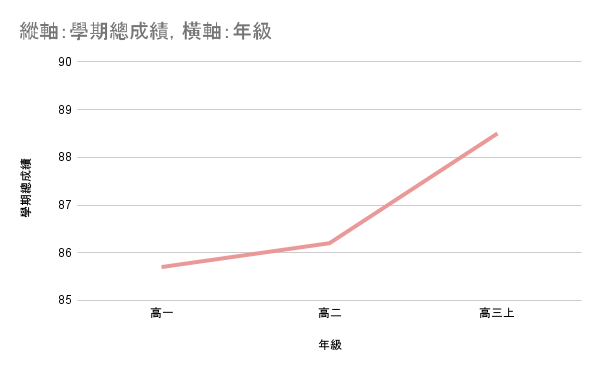 縱軸：學期總成績, 橫軸：年級
90
89
88
87
86
85
學期總成績
高一
高二
高三上
年級